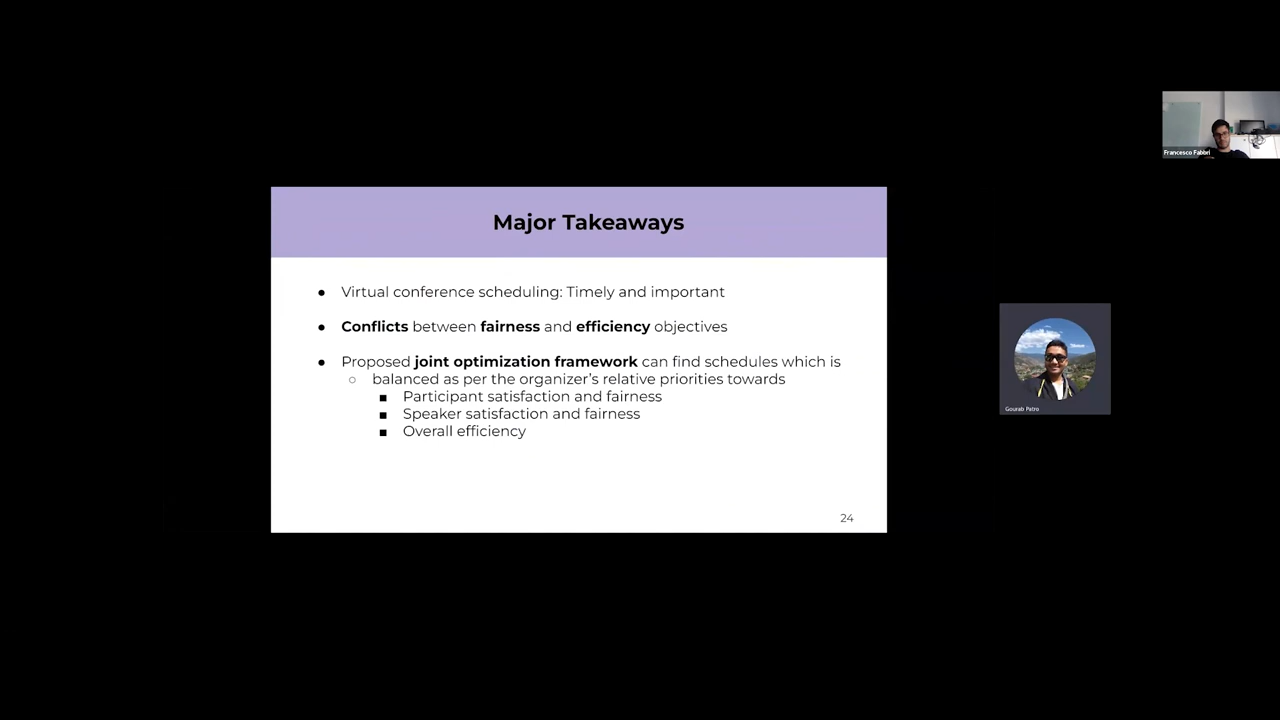 Major Takeaways
● Virtual conference scheduling: Timely and important
● Conflicts between fairness and efficiency objectives
● Proposed joint optimization framework can find schedules which is
○ balanced as per the organizer's relative priorities towards
■ Participant satisfaction and fairness
■ Speaker satisfaction and fairness
■ Overall efficiency
24
Francesco Fabbri
Gourab Patro